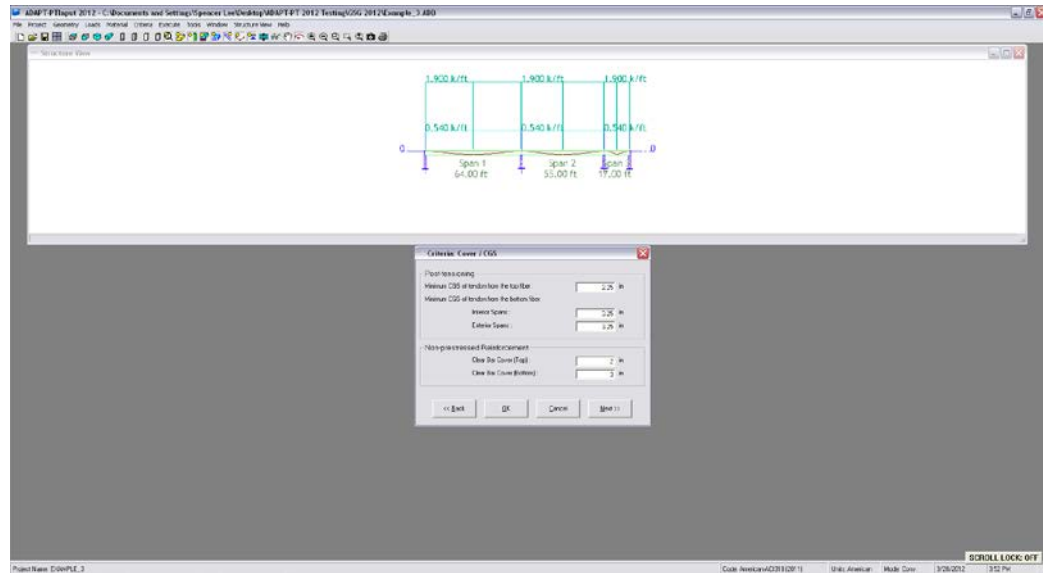 ADAPT-PTInput 2012 - C:\Documents and Settings\Spencer Lee\Desktop\ADAPT-PT 2012 Testing\GSG 2012\Example_3.ADB
File Project Geometry Loads Material Criteria Execute Tools Window Structure View Help
Structure View
1.900 k/ft 1.900 k/ft 1.900 k/ft
0.540 k/ft 0.540 k/ft 0.540 k/ft
Span 1 Span 2 Span
64.00 ft 55.00 ft 17.00 ft
Criteria: Cover / CGS
Post-tensioning
Minimum CGS of tendon from the top fiber
3.25 in
Minimum CGS of tendon from the bottom fiber
Interior Spans: 3.25 in
Exterior Spans: 3.25 in
Non-prestressed Reinforcement
Clear Bar Cover (Top): 2 in
Clear Bar Cover (Bottom): 3 in
<< Back OK Cancel Next >>
SCROLL LOCK: OFF
Project Name: EXAMPLE_3 Code: American-ACI318 (2011) Units: American Mode: Conv 3/28/2012 3:52 PM